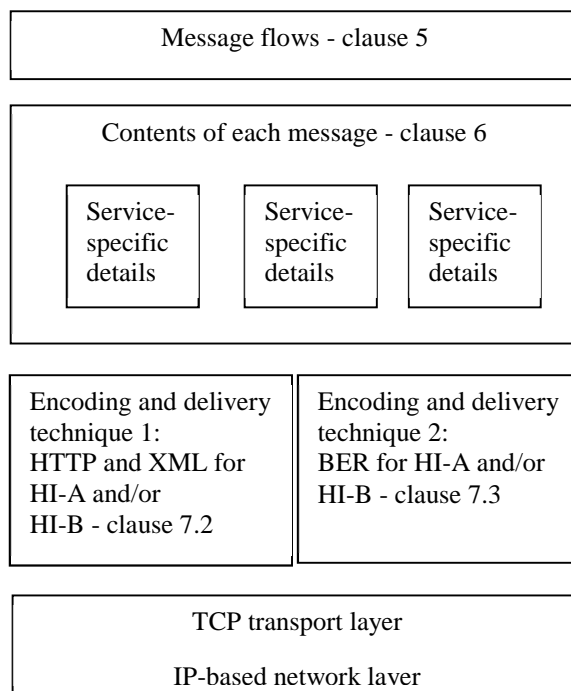 Message flows - clause 5
Contents of each message - clause 6
Service-
specific
details
Service-
specific
details
Service-
specific
details
Encoding and delivery
technique 1:
HTTP and XML for
HI-A and/or
HI-B - clause 7.2
Encoding and delivery
technique 2:
BER for HI-A and/or
HI-B - clause 7.3
TCP transport layer
IP-based network layer